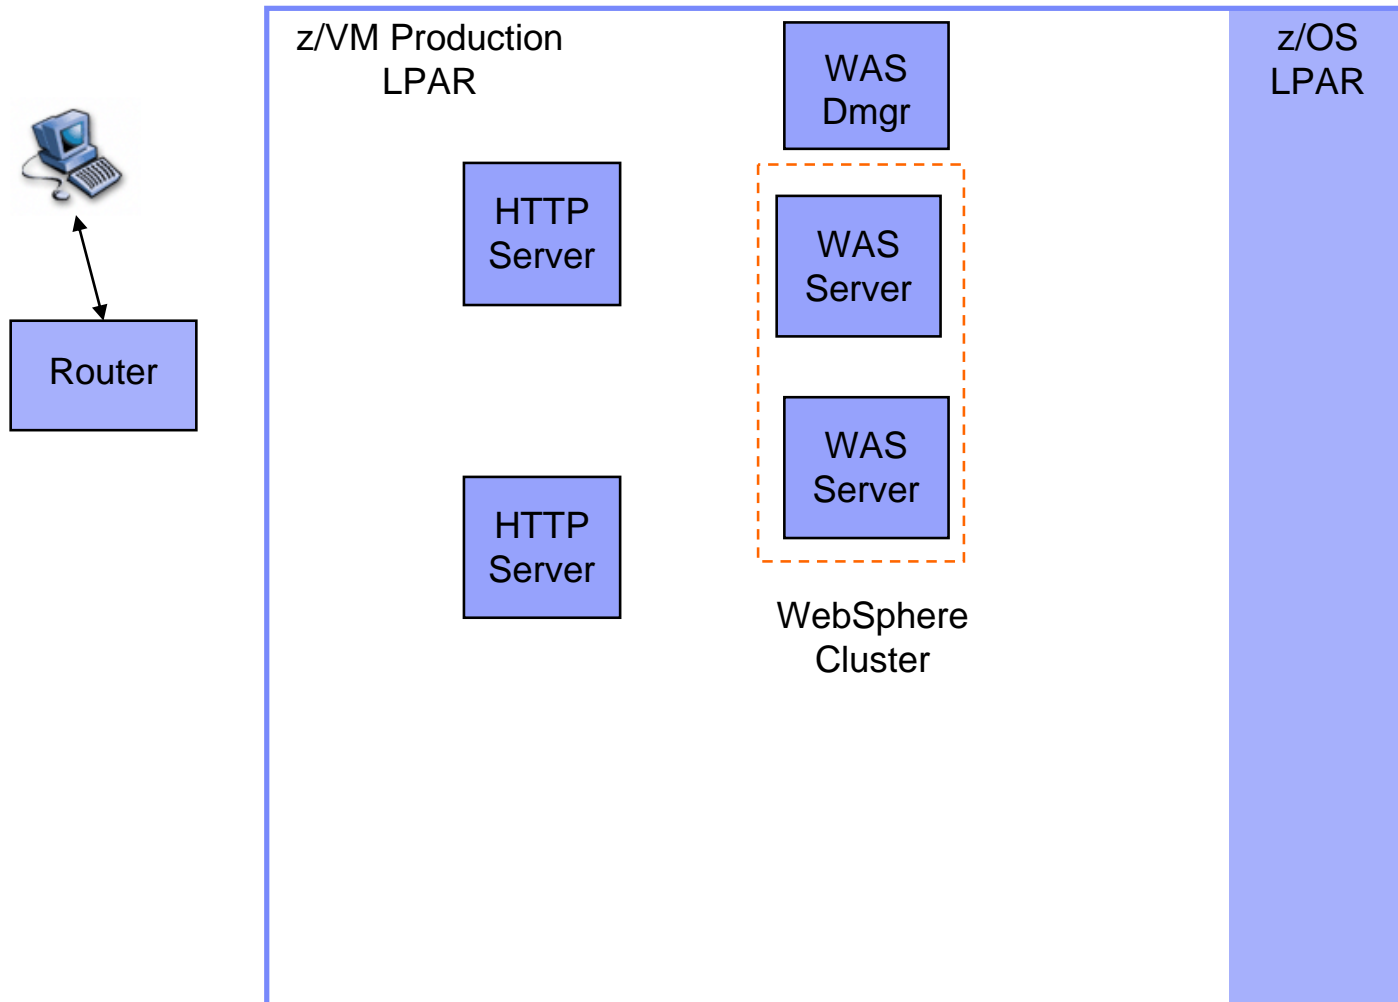 z/VM Production
LPAR
WAS
Dmgr
z/OS
LPAR
HTTP
Server
WAS
Server
Router
WAS
Server
HTTP
Server
WebSphere
Cluster